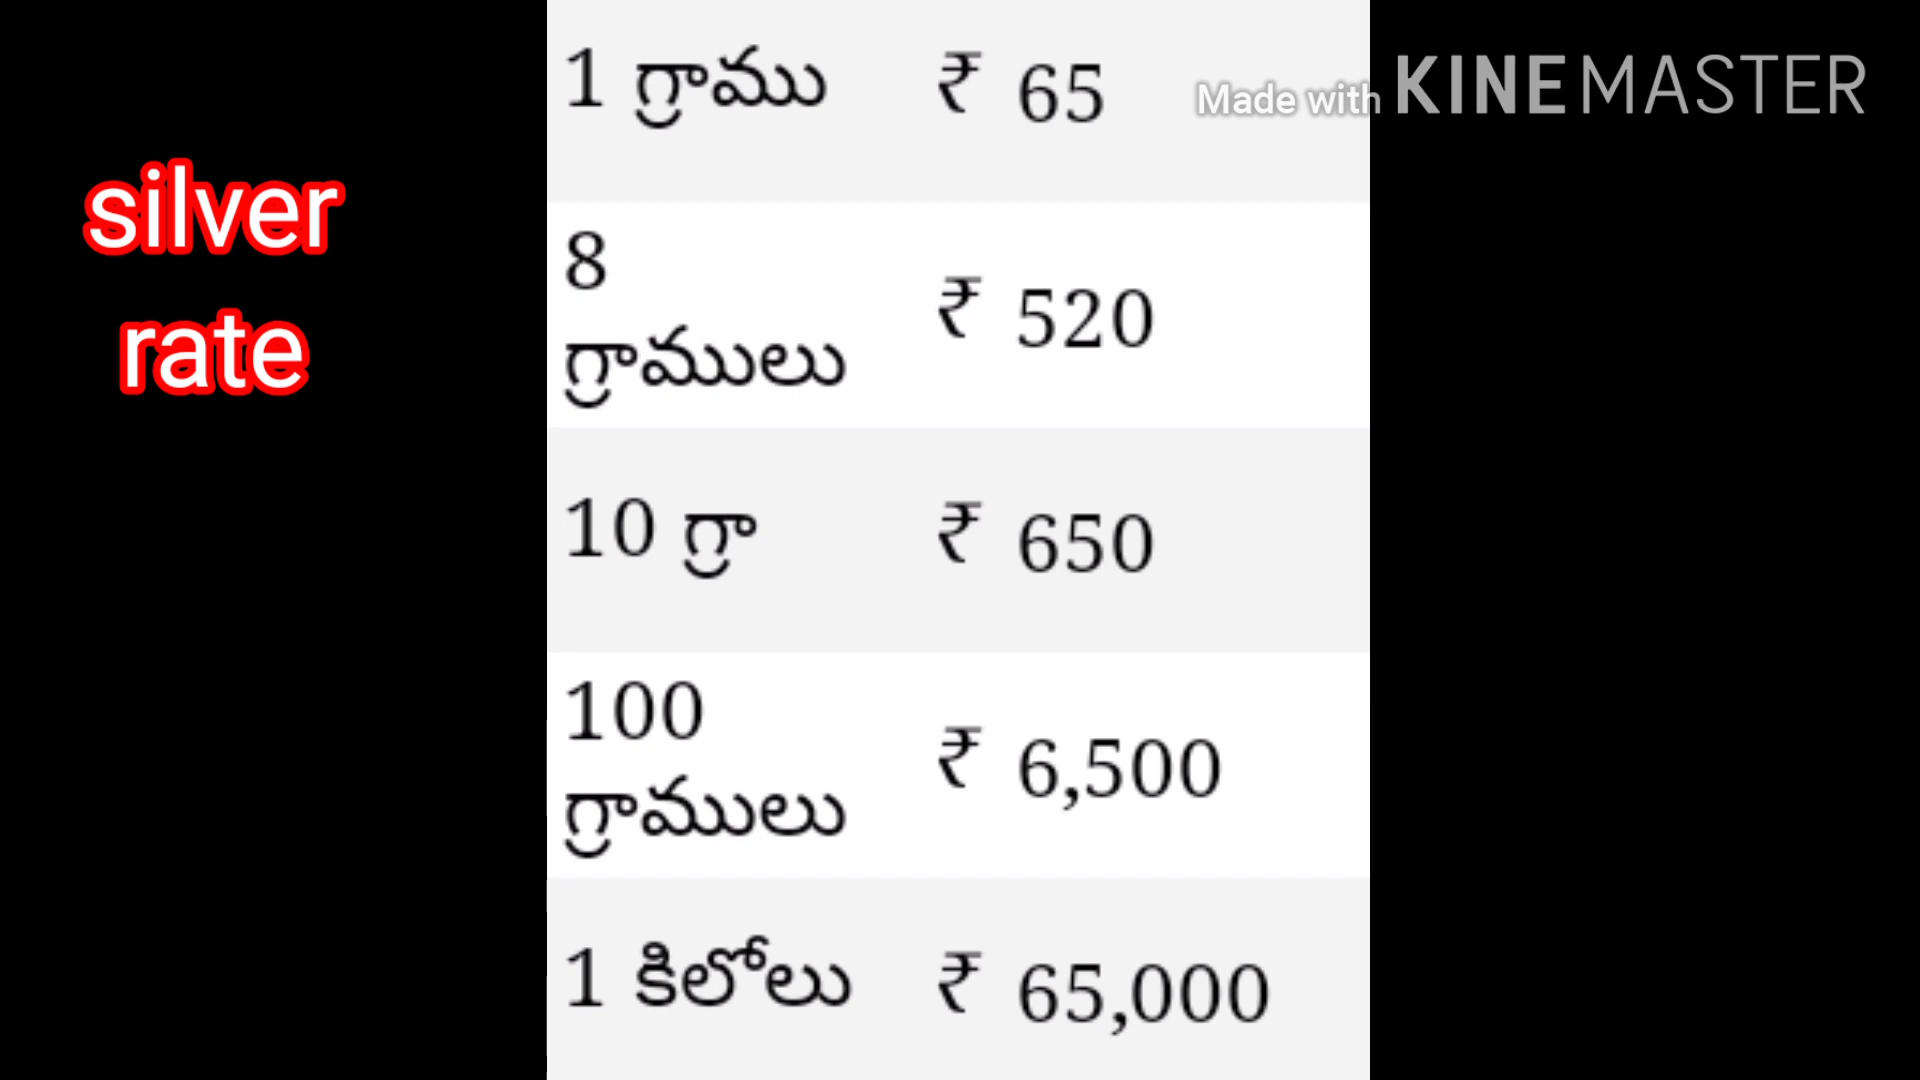 silver
rate
1 గ్రాము ₹ 65
8
గ్రాములు ₹ 520
10 గ్రా ₹ 650
100
గ్రాములు ₹ 6,500
1 కిలోలు ₹ 65,000
Made with KINEMASTER